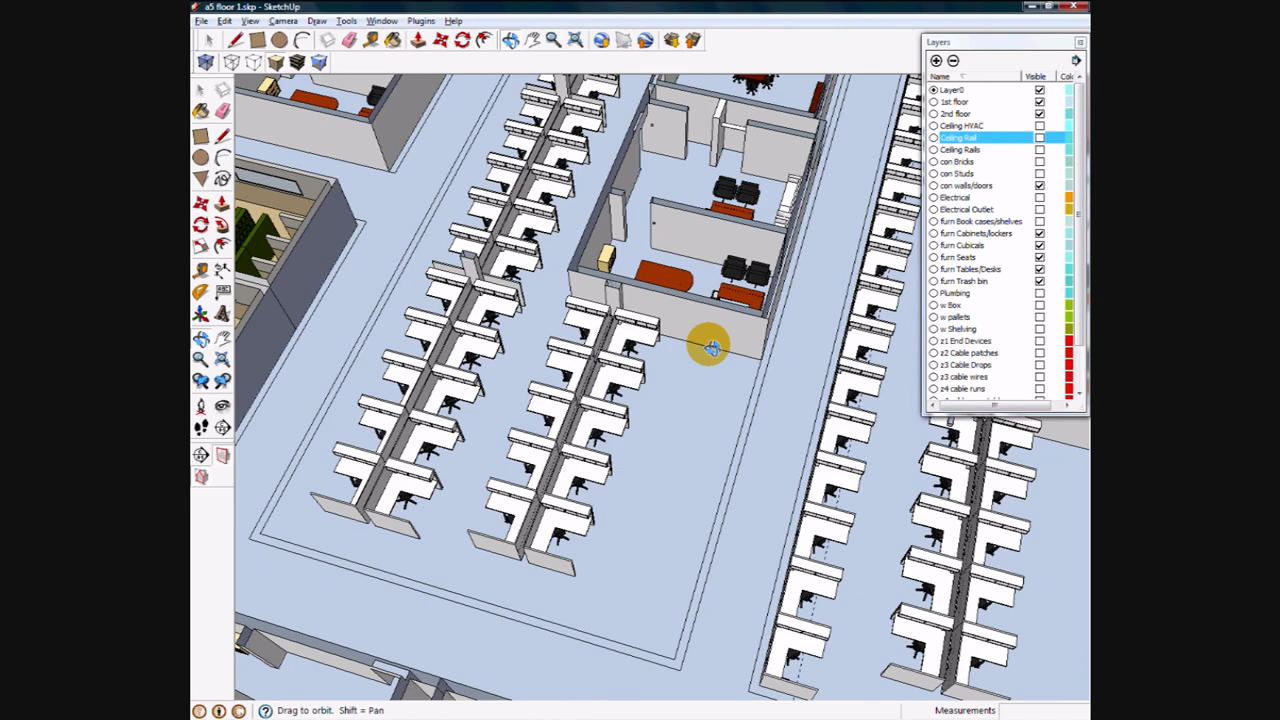 a5 floor 1.skp - SketchUp
File Edit View Camera Draw Tools Window Plugins Help
Layers
Name Visible Colo
Layer0
1st floor
2nd floor
Ceiling HVAC
Ceiling Rail
Ceiling Rails
con Bricks
con Studs
con walls/doors
Electrical
Electrical Outlet
furn Book cases/shelves
furn Cabinets/lockers
furn Cubicals
furn Seats
furn Tables/Desks
furn Trash bin
Plumbing
w Box
w pallets
w Shelving
z1 End Devices
z2 Cable patches
z3 Cable Drops
z3 cable wires
z4 cable runs
Drag to orbit. Shift = Pan
Measurements